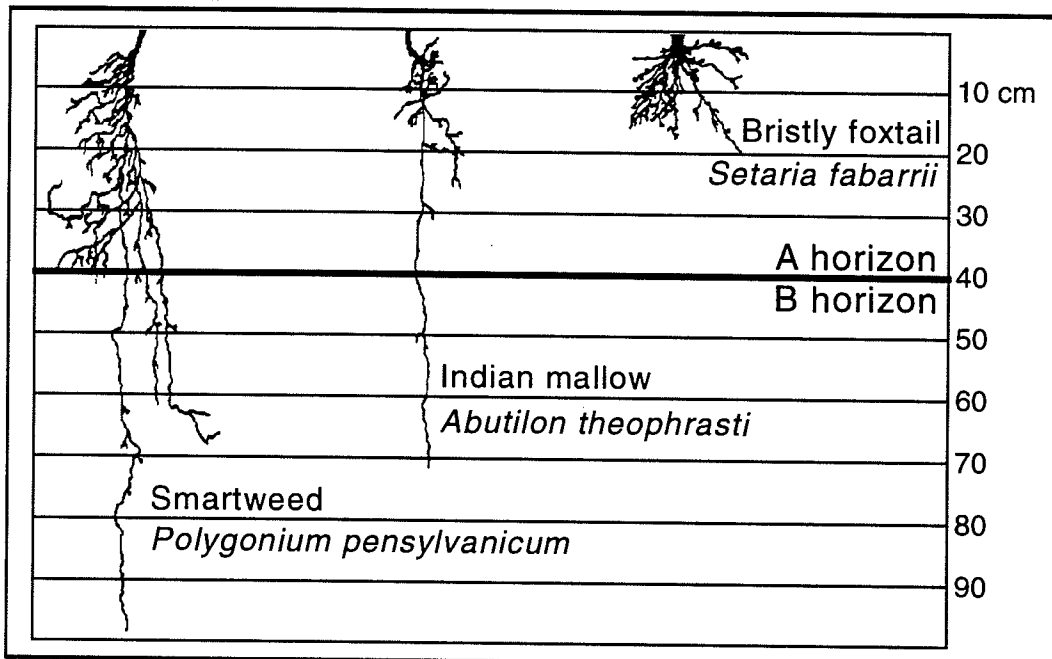 10 cm
Bristly foxtail
20
Setaria fabarrii
30
A horizon
40
B horizon
50
Indian mallow
60
Abutilon theophrasti
70
Smartweed
80
Polygonium pensylvanicum
90